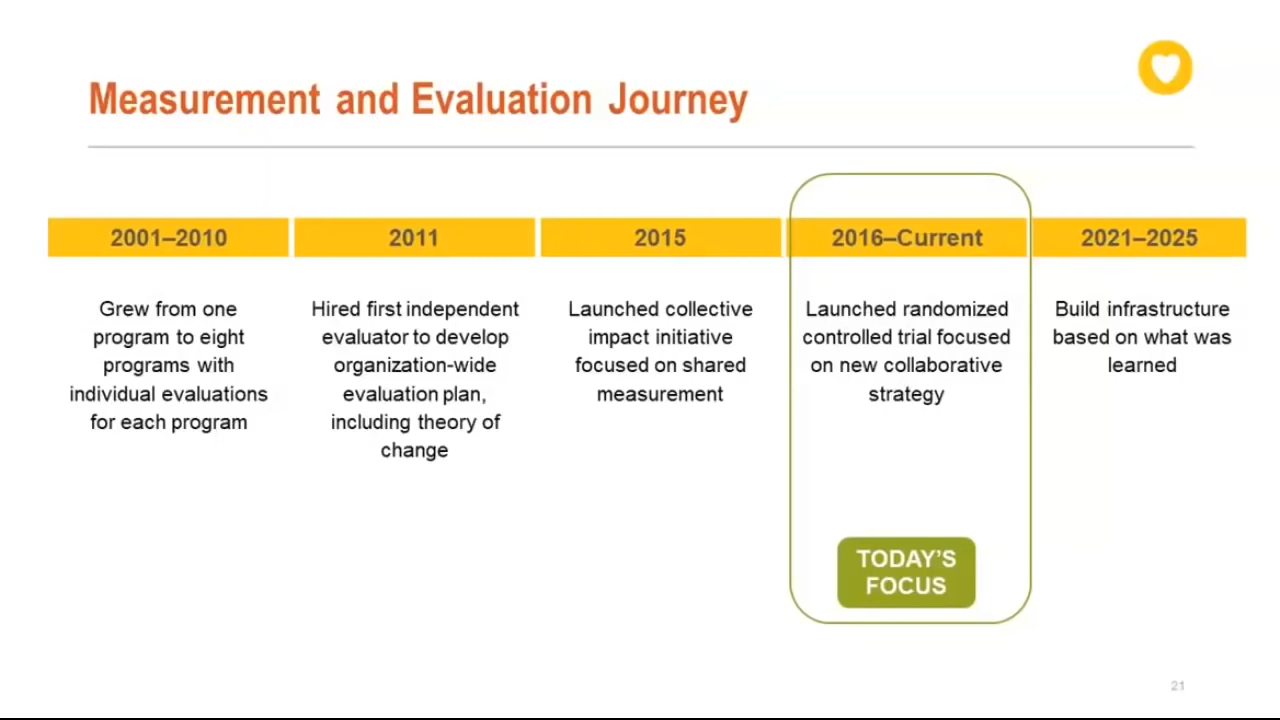 Measurement and Evaluation Journey
2001–2010
Grew from one
program to eight
programs with
individual evaluations
for each program
2011
Hired first independent
evaluator to develop
organization-wide
evaluation plan,
including theory of
change
2015
Launched collective
impact initiative
focused on shared
measurement
2016–Current
Launched randomized
controlled trial focused
on new collaborative
strategy
TODAY’S
FOCUS
2021–2025
Build infrastructure
based on what was
learned
21